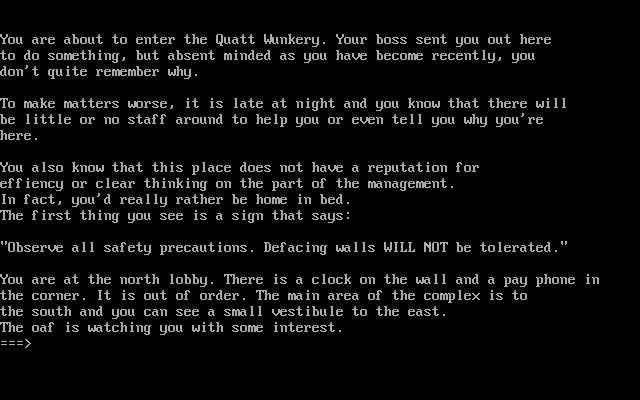 You are about to enter the Quatt Wunkery. Your boss sent you out here
to do something, but absent minded as you have become recently, you
don't quite remember why.
To make matters worse, it is late at night and you know that there will
be little or no staff around to help you or even tell you why you're
here.
You also know that this place does not have a reputation for
effiency or clear thinking on the part of the management.
In fact, you'd really rather be home in bed.
The first thing you see is a sign that says:
"Observe all safety precautions. Defacing walls WILL NOT be tolerated."
You are at the north lobby. There is a clock on the wall and a pay phone in
the corner. It is out of order. The main area of the complex is to
the south and you can see a small vestibule to the east.
The oaf is watching you with some interest.
===>